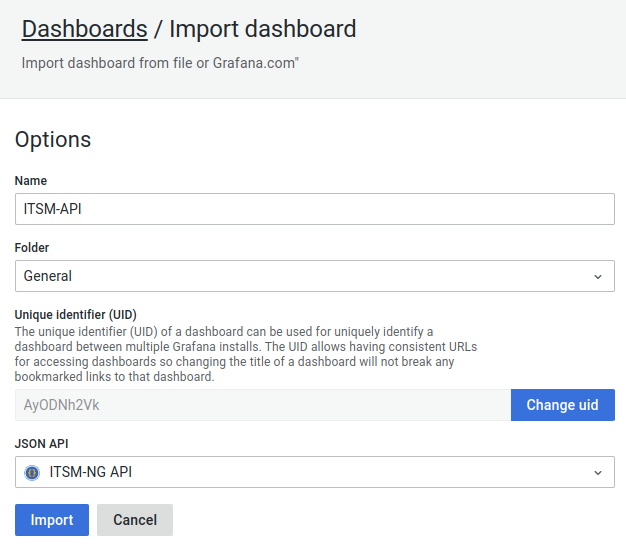 Dashboards / Import dashboard
Import dashboard from file or Grafana.com"
Options
Name
ITSM-API
Folder
General
Unique identifier (UID)
The unique identifier (UID) of a dashboard can be used for uniquely identify a
dashboard between multiple Grafana installs. The UID allows having consistent URLs
for accessing dashboards so changing the title of a dashboard will not break any
bookmarked links to that dashboard.
AyODNh2Vk Change uid
JSON API
ITSM-NG API
Import Cancel